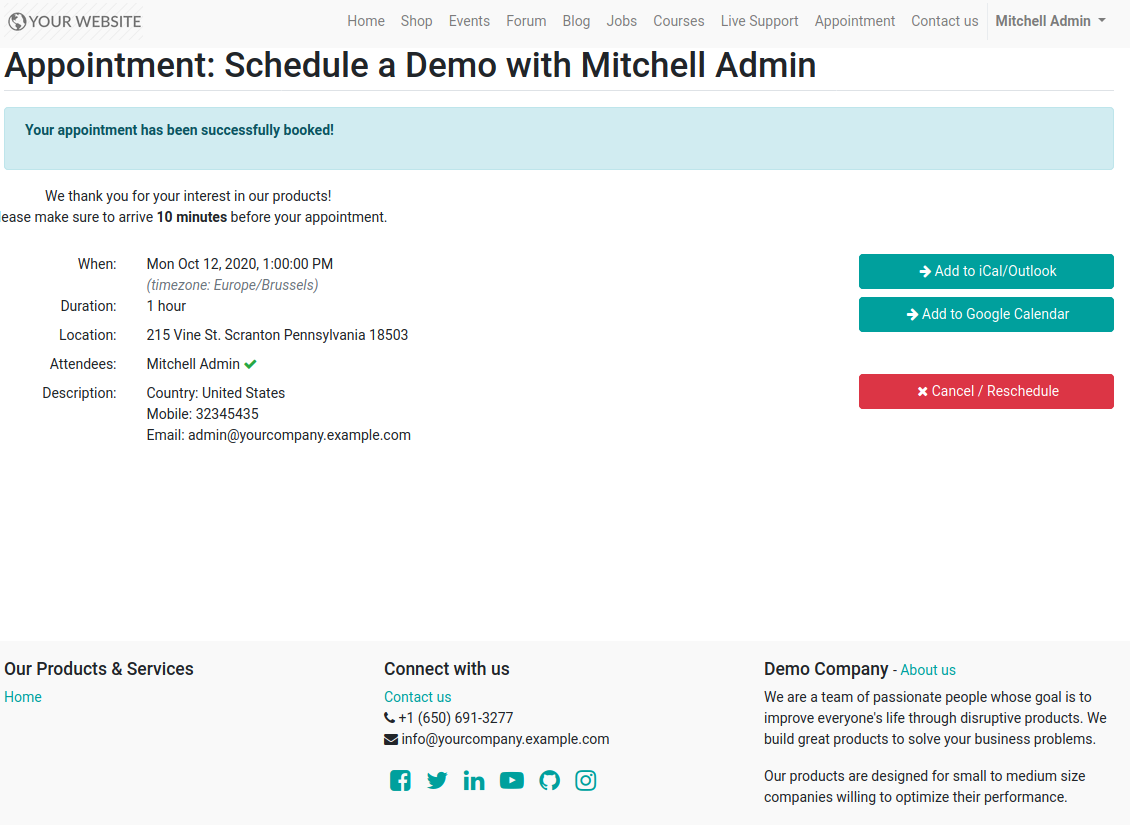 YOUR WEBSITE
Home Shop Events Forum Blog Jobs Courses Live Support Appointment Contact us Mitchell Admin
Appointment: Schedule a Demo with Mitchell Admin
Your appointment has been successfully booked!
We thank you for your interest in our products!
ease make sure to arrive 10 minutes before your appointment.
When: Mon Oct 12, 2020, 1:00:00 PM
(timezone: Europe/Brussels)
Duration: 1 hour
Location: 215 Vine St. Scranton Pennsylvania 18503
Attendees: Mitchell Admin
Description: Country: United States
Mobile: 32345435
Email: admin@yourcompany.example.com
Add to iCal/Outlook
Add to Google Calendar
Cancel / Reschedule
Our Products & Services
Home
Connect with us
Contact us
+1 (650) 691-3277
info@yourcompany.example.com
Demo Company - About us
We are a team of passionate people whose goal is to
improve everyone's life through disruptive products. We
build great products to solve your business problems.
Our products are designed for small to medium size
companies willing to optimize their performance.